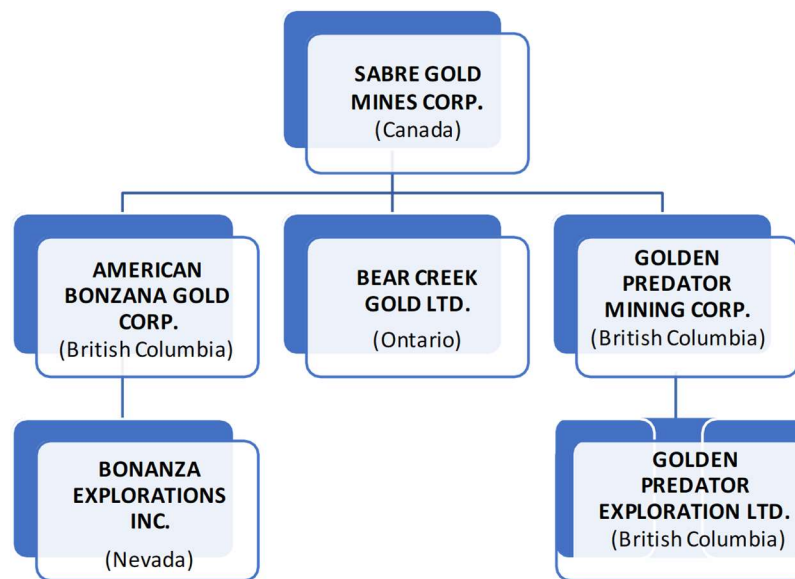 SABRE GOLD
MINES CORP.
(Canada)
AMERICAN
BONZANA GOLD
CORP.
(British Columbia)
BEAR CREEK
GOLD LTD.
(Ontario)
GOLDEN
PREDATOR
MINING CORP.
(British Columbia)
BONANZA
EXPLORATIONS
INC.
(Nevada)
GOLDEN
PREDATOR
EXPLORATION LTD.
(British Columbia)